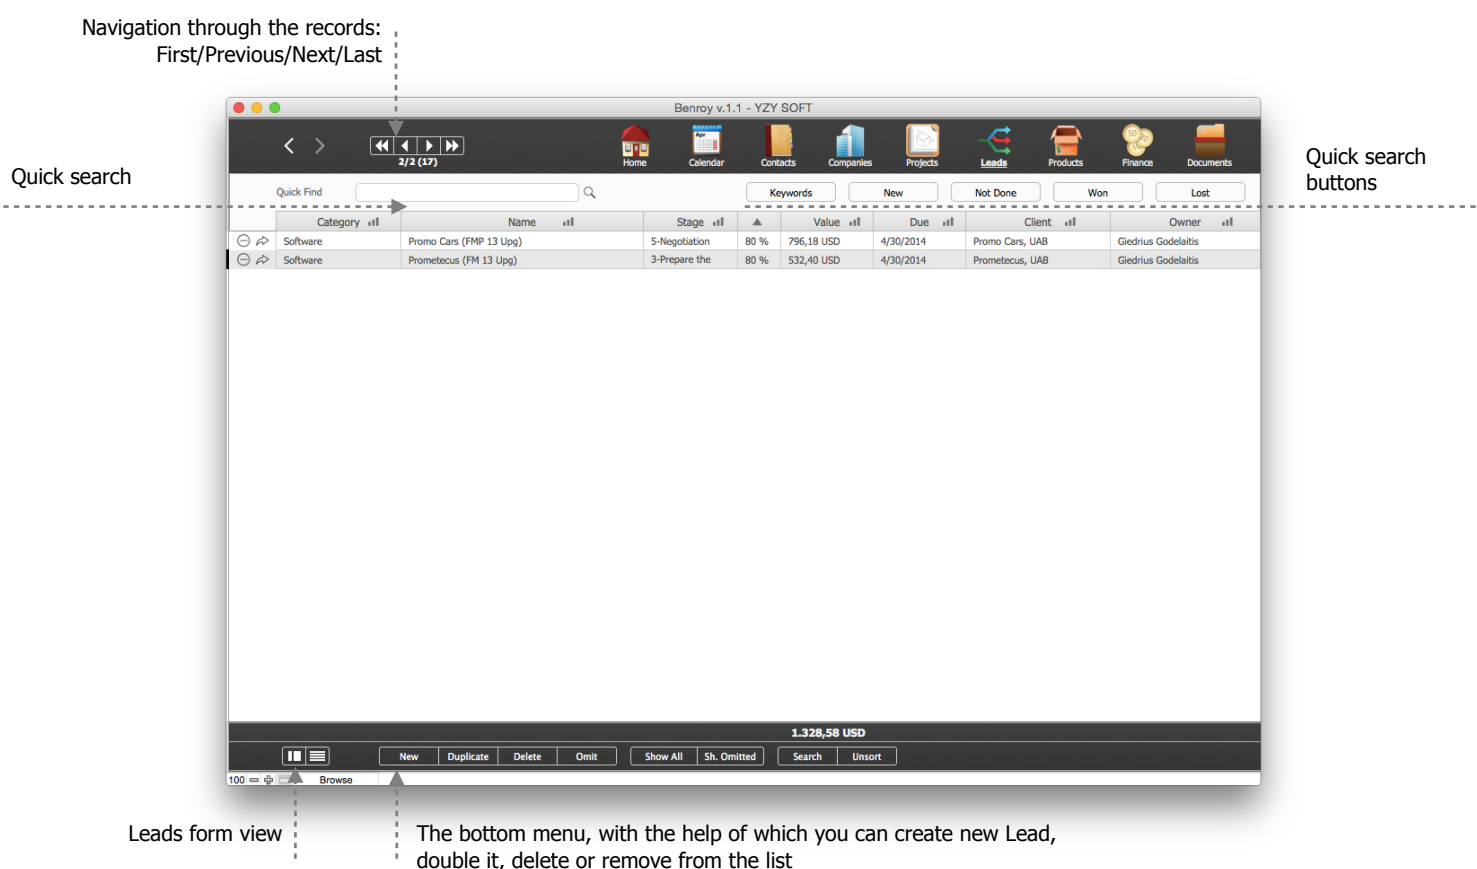 Navigation through the records:
First/Previous/Next/Last
Benroy v.1.1 - YZY SOFT
2/2 (17)
Home Calendar Contacts Companies Projects Leads Products Finance Documents
Apr
Quick search
Quick search
buttons
Quick Find Keywords New Not Done Won Lost
Category Name Stage Value Due Client Owner
Software Promo Cars (FMP 13 Upg) 5-Negotiation 80 % 796,18 USD 4/30/2014 Promo Cars, UAB Giedrius Godelaitis
Software Prometecus (FM 13 Upg) 3-Prepare the 80 % 532,40 USD 4/30/2014 Prometecus, UAB Giedrius Godelaitis
1.328,58 USD
New Duplicate Delete Omit Show All Sh. Omitted Search Unsort
100 Browse
Leads form view
The bottom menu, with the help of which you can create new Lead,
double it, delete or remove from the list